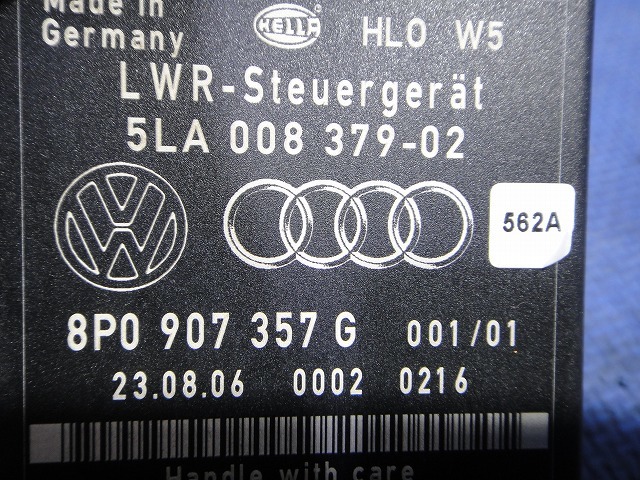 Made in
Germany HELLA HLO W5
LWR-Steuergerät
5LA 008 379-02
VW 562A
8P0 907 357 G 001/01
23.08.06 0002 0216
Handle with care